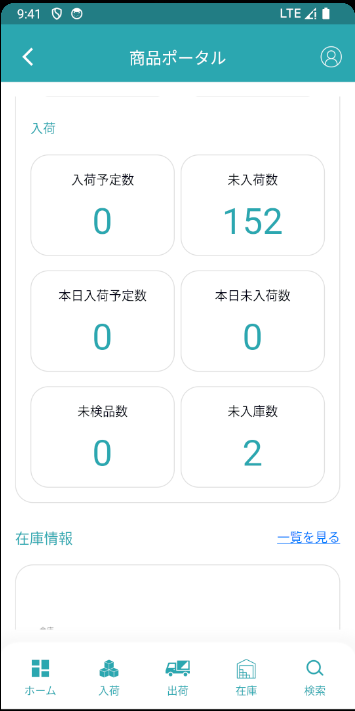 9:41 LTE
商品ポータル
入荷
入荷予定数 未入荷数
0 152
本日入荷予定数 本日未入荷数
0 0
未検品数 未入庫数
0 2
在庫情報 一覧を見る
ホーム 入荷 出荷 在庫 検索